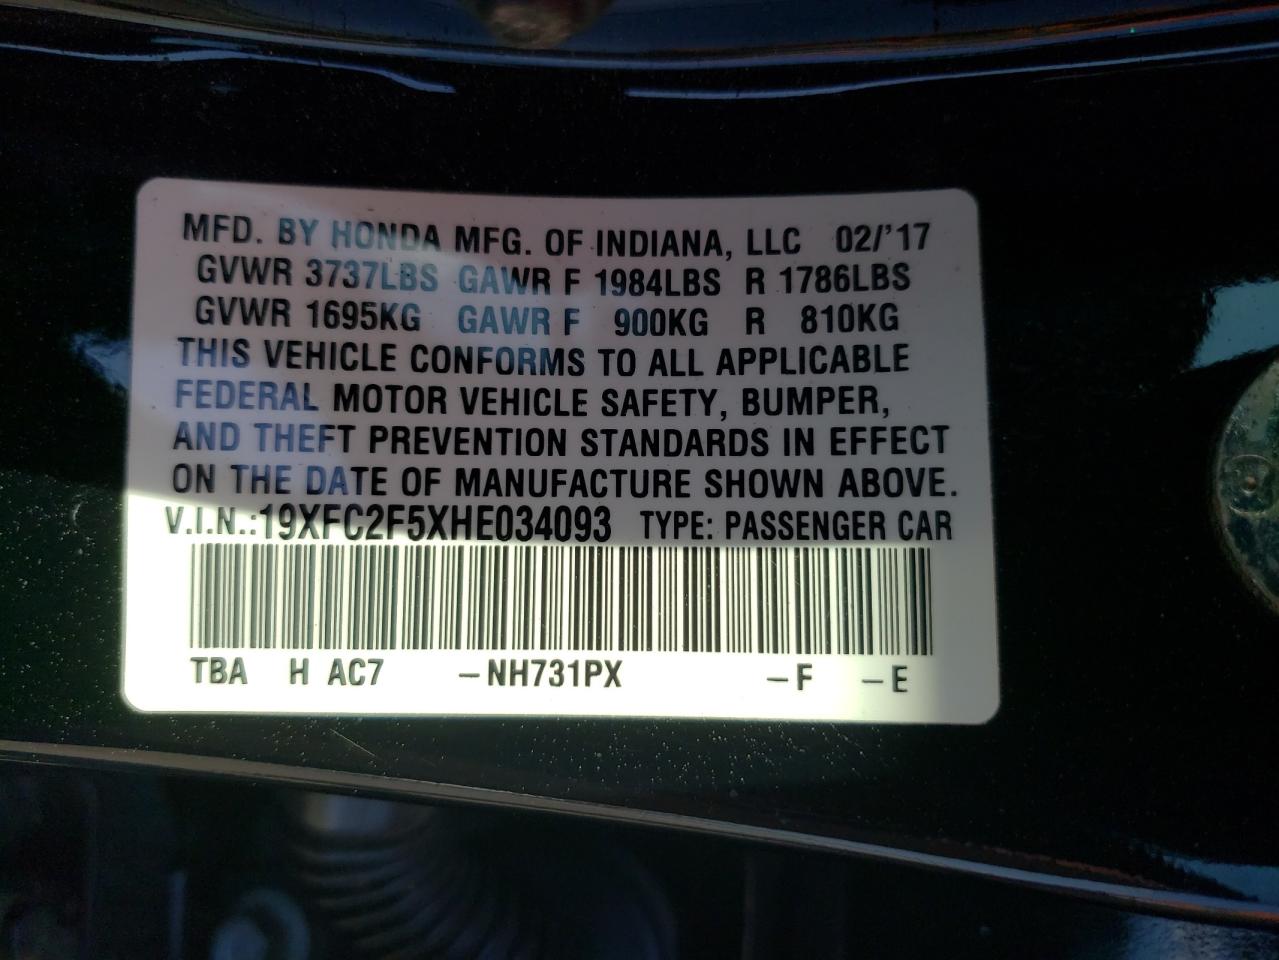 MFD. BY HONDA MFG. OF INDIANA, LLC 02/'17
GVWR 3737LBS GAWR F 1984LBS R 1786LBS
GVWR 1695KG GAWR F 900KG R 810KG
THIS VEHICLE CONFORMS TO ALL APPLICABLE
FEDERAL MOTOR VEHICLE SAFETY, BUMPER,
AND THEFT PREVENTION STANDARDS IN EFFECT
ON THE DATE OF MANUFACTURE SHOWN ABOVE.
V.I.N.:19XFC2F5XHE034093 TYPE: PASSENGER CAR
TBA H AC7 –NH731PX –F –E